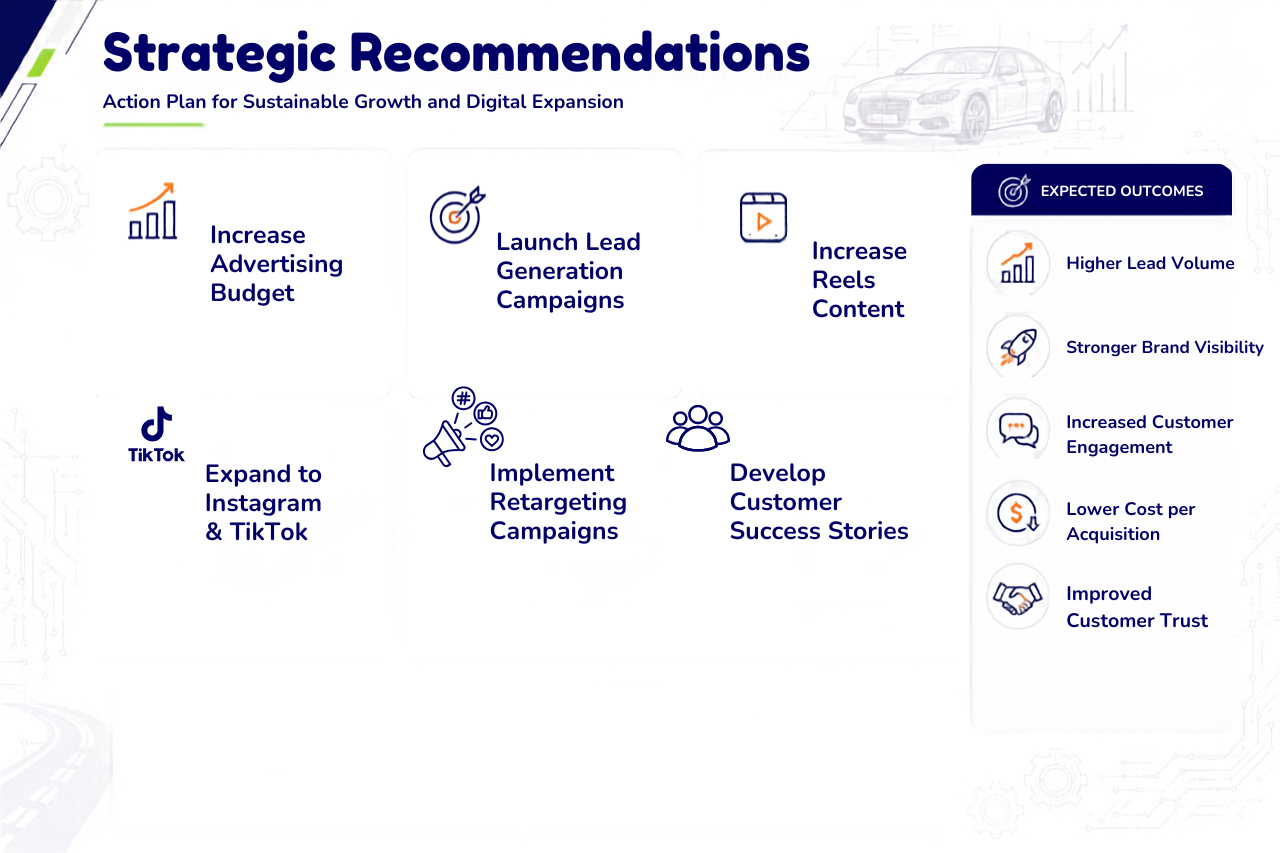 Strategic Recommendations
Action Plan for Sustainable Growth and Digital Expansion
Increase
Advertising
Budget
Launch Lead
Generation
Campaigns
Increase
Reels
Content
TikTok
Expand to
Instagram
& TikTok
#
Implement
Retargeting
Campaigns
Develop
Customer
Success Stories
EXPECTED OUTCOMES
Higher Lead Volume
Stronger Brand Visibility
Increased Customer
Engagement
$
Lower Cost per
Acquisition
Improved
Customer Trust